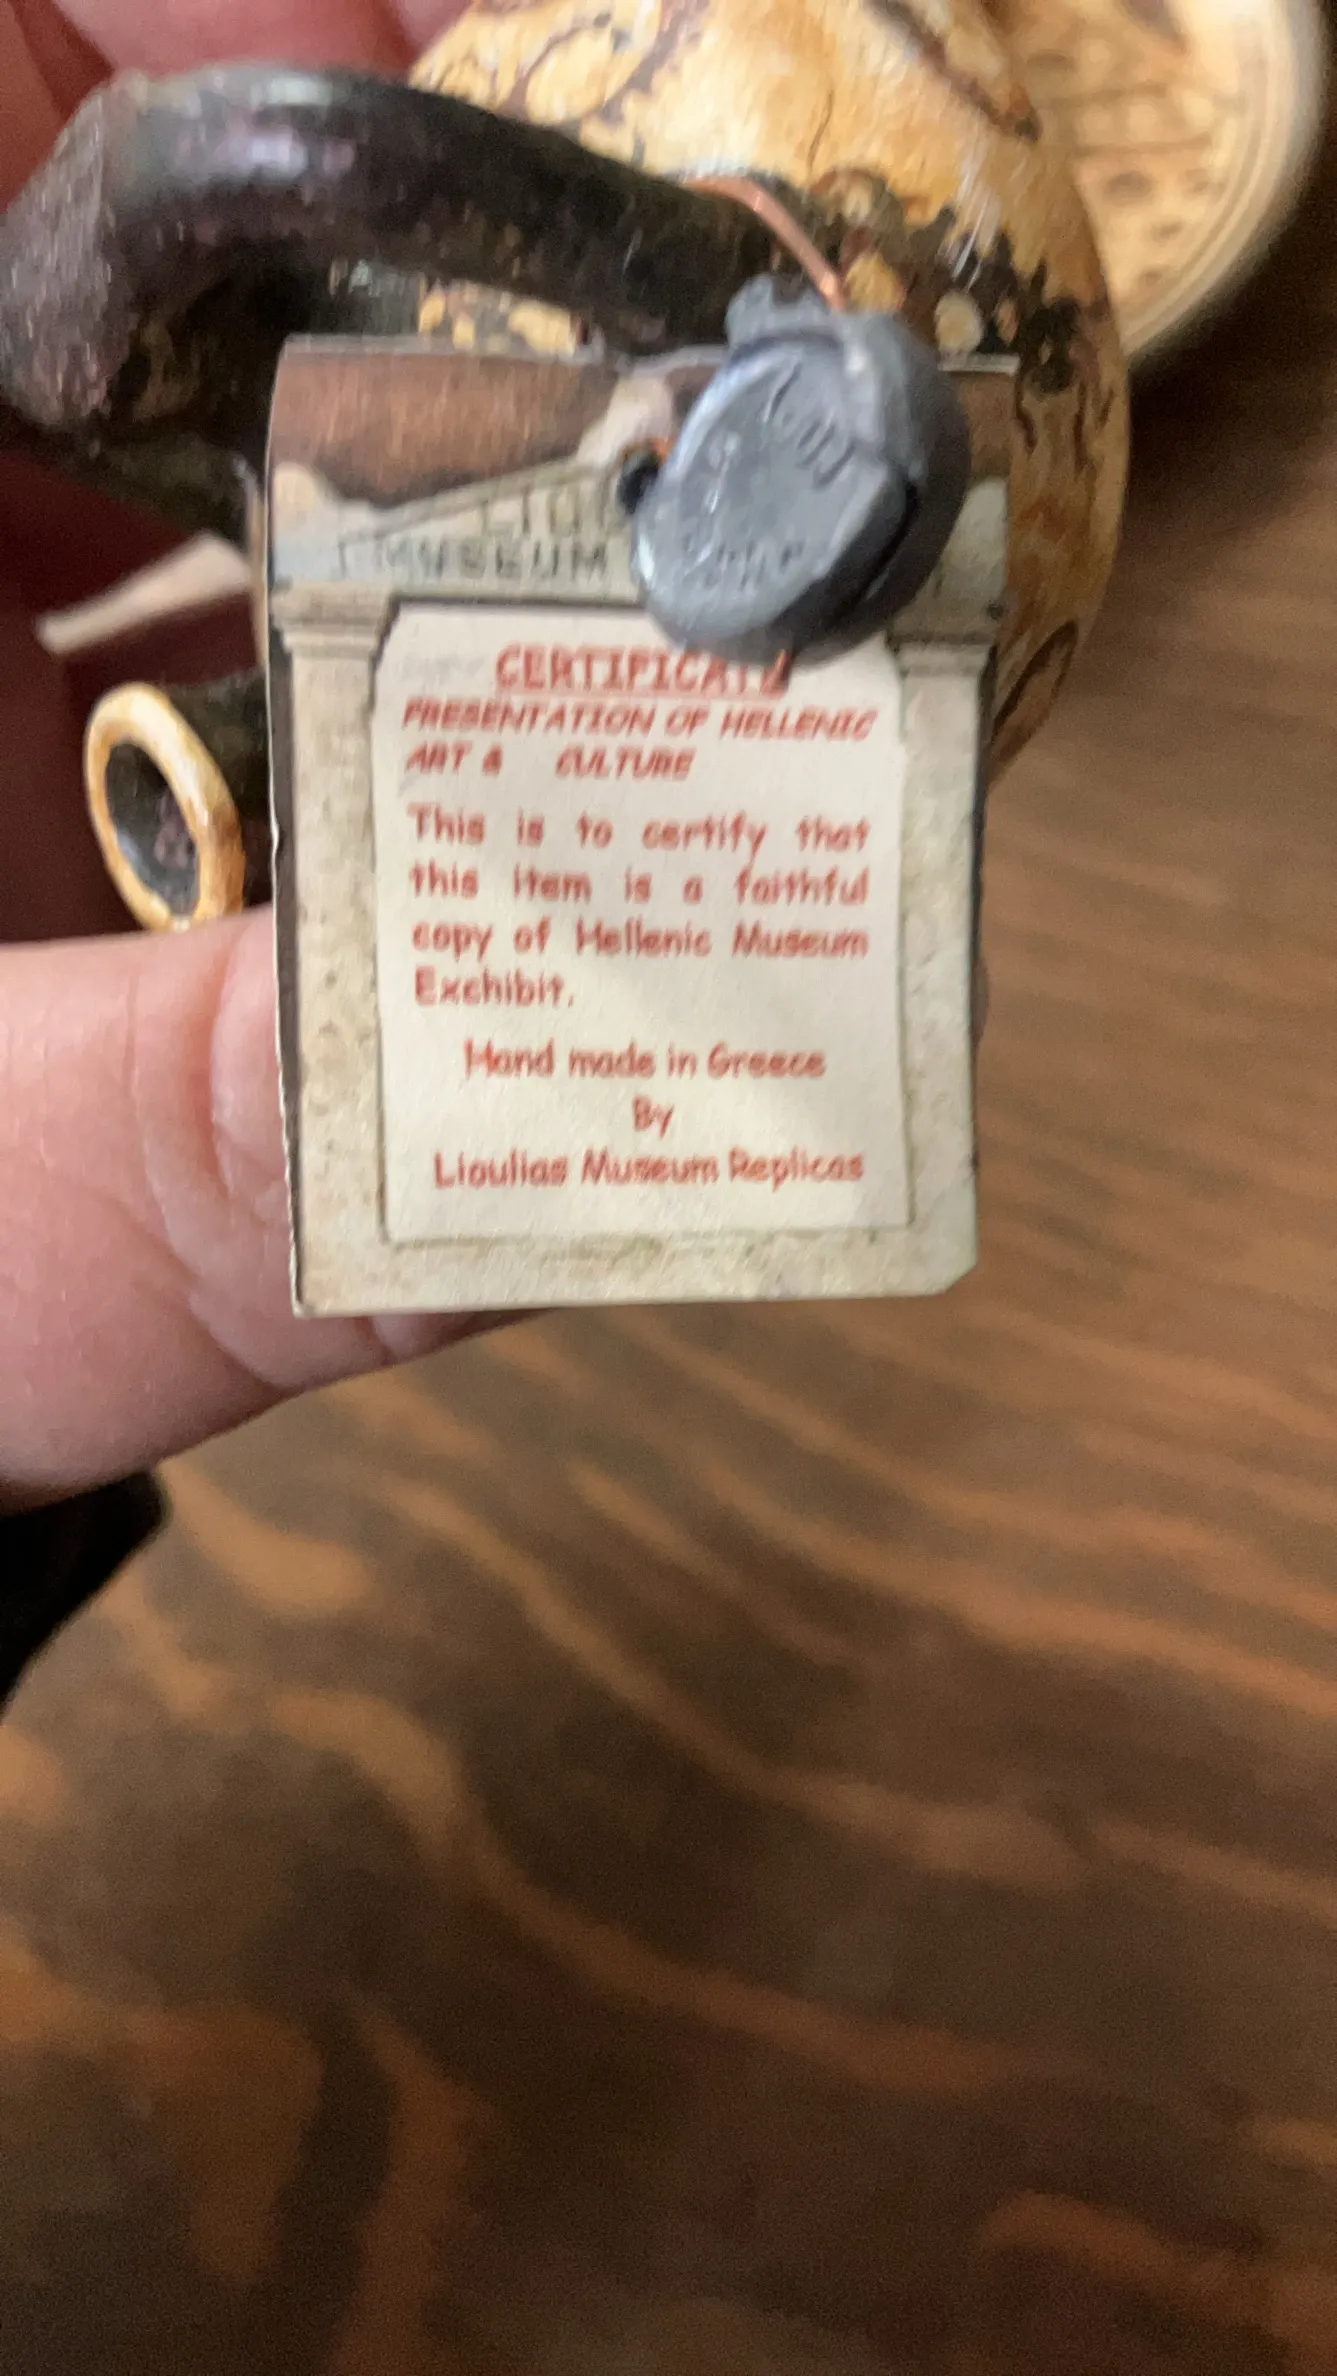 MUSEUM
CERTIFICATE
PRESENTATION OF HELLENIC
ART & CULTURE
This is to certify that
this item is a faithful
copy of Hellenic Museum
Exchibit.
Hand made in Greece
By
Lioulias Museum Replicas